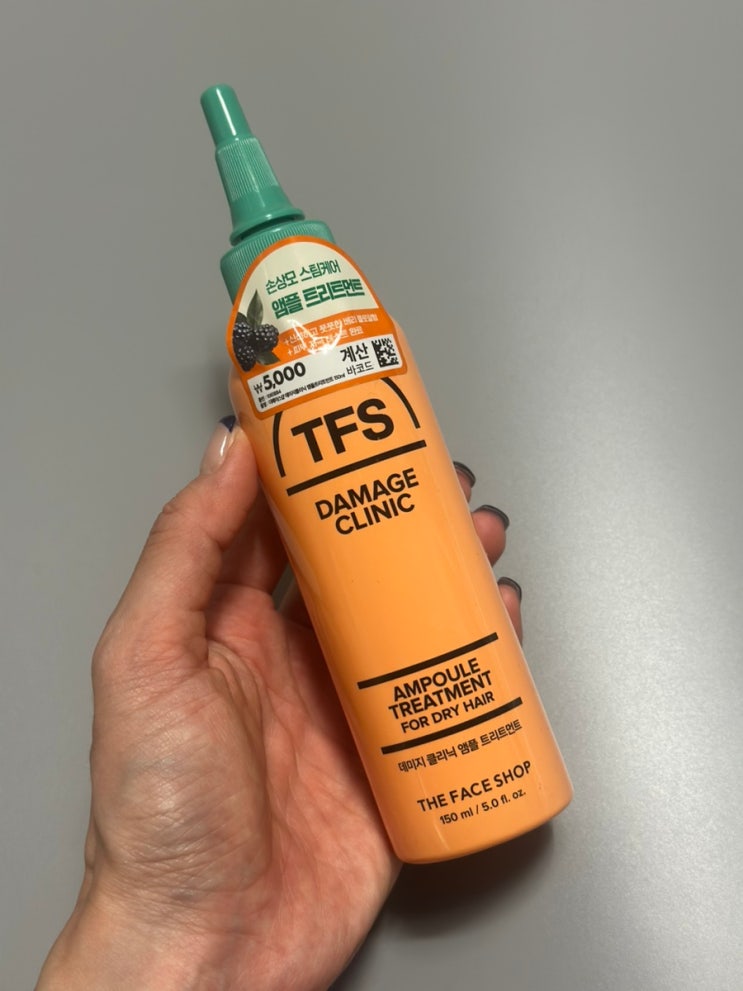 손상모 스팀케어
앰플 트리트먼트
₩5,000
계산
바코드
TFS
DAMAGE
CLINIC
AMPOULE
TREATMENT
FOR DRY HAIR
데미지 클리닉 앰플 트리트먼트
THE FACE SHOP
150 ml / 5.0 fl. oz.